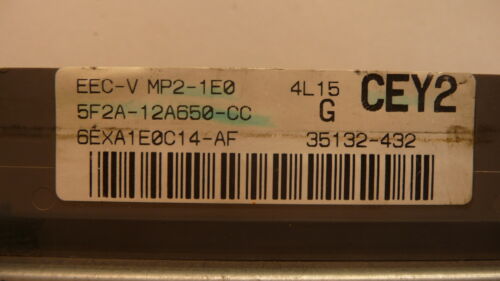 EEC-V MP2-1E0 4L15 CEY2
5F2A-12A650-CC G
6EXA1E0C14-AF 35132-432